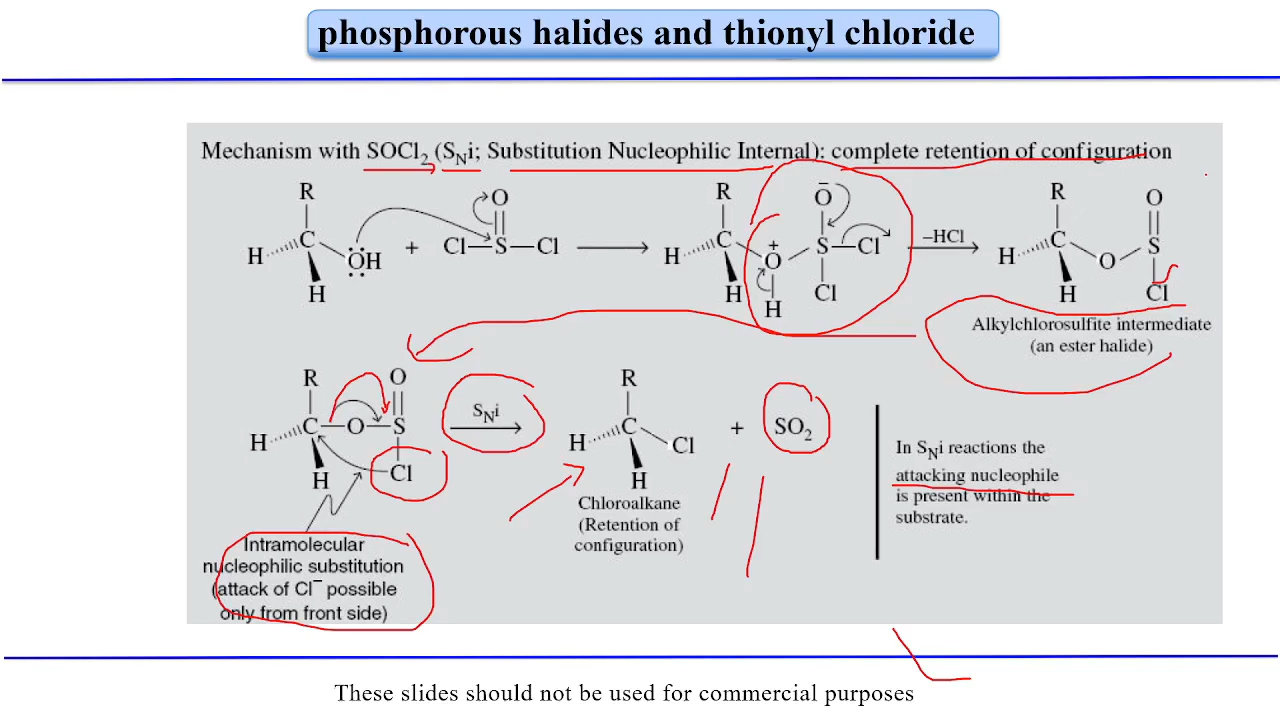 phosphorous halides and thionyl chloride
Mechanism with SOCl₂ (S_Ni; Substitution Nucleophilic Internal): complete retention of configuration
R
H C ÖH
H
+
O
Cl—S—Cl
R
H C
H
+
O
H
−
O
S—Cl
Cl
–HCl
R
H C
H
O
O
S
Cl
Alkylchlorosulfite intermediate
(an ester halide)
R
H C—O—S
O
H
Cl
S_Ni
R
H C Cl
H
+ SO₂
Chloroalkane
(Retention of
configuration)
In S_Ni reactions the
attacking nucleophile
is present within the
substrate.
Intramolecular
nucleophilic substitution
(attack of Cl⁻ possible
only from front side)
These slides should not be used for commercial purposes